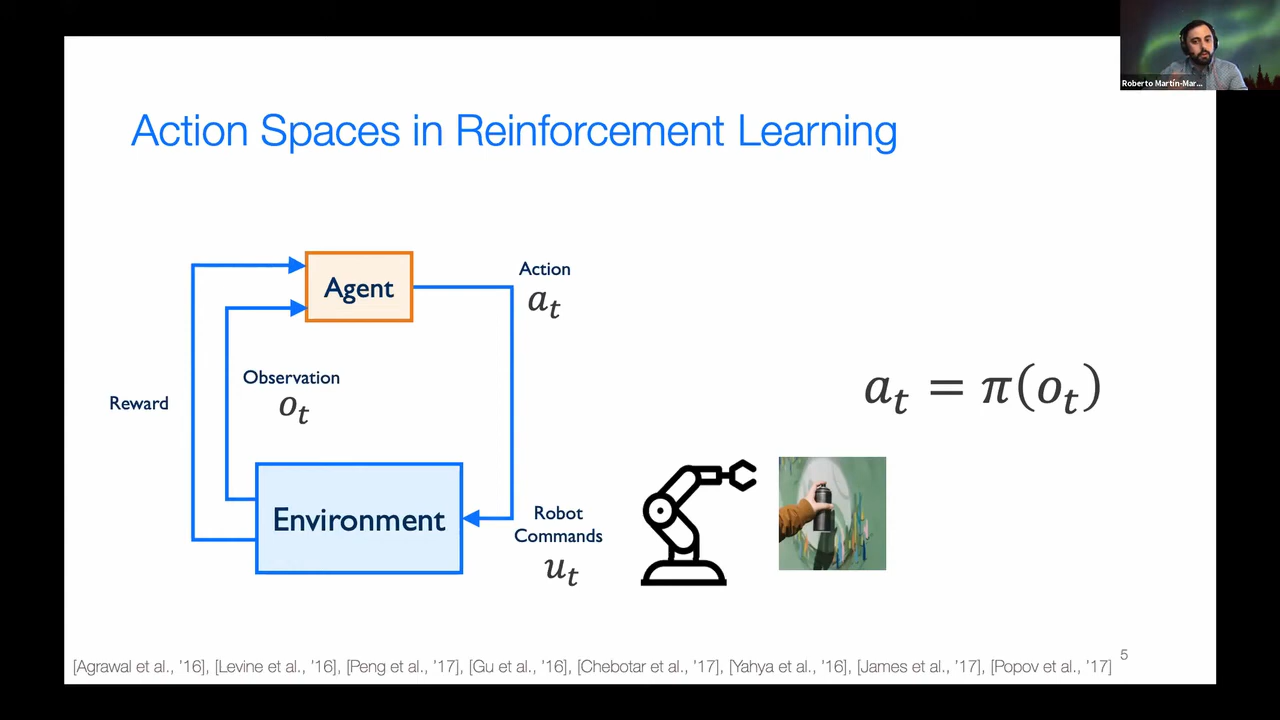 Roberto Martín-Mar...
Action Spaces in Reinforcement Learning
Agent
Action
a_t
Observation
o_t
Reward
a_t = π(o_t)
Environment
Robot
Commands
u_t
[Agrawal et al., '16], [Levine et al., '16], [Peng et al., '17], [Gu et al., '16], [Chebotar et al., '17], [Yahya et al., '16], [James et al., '17], [Popov et al., '17]
5